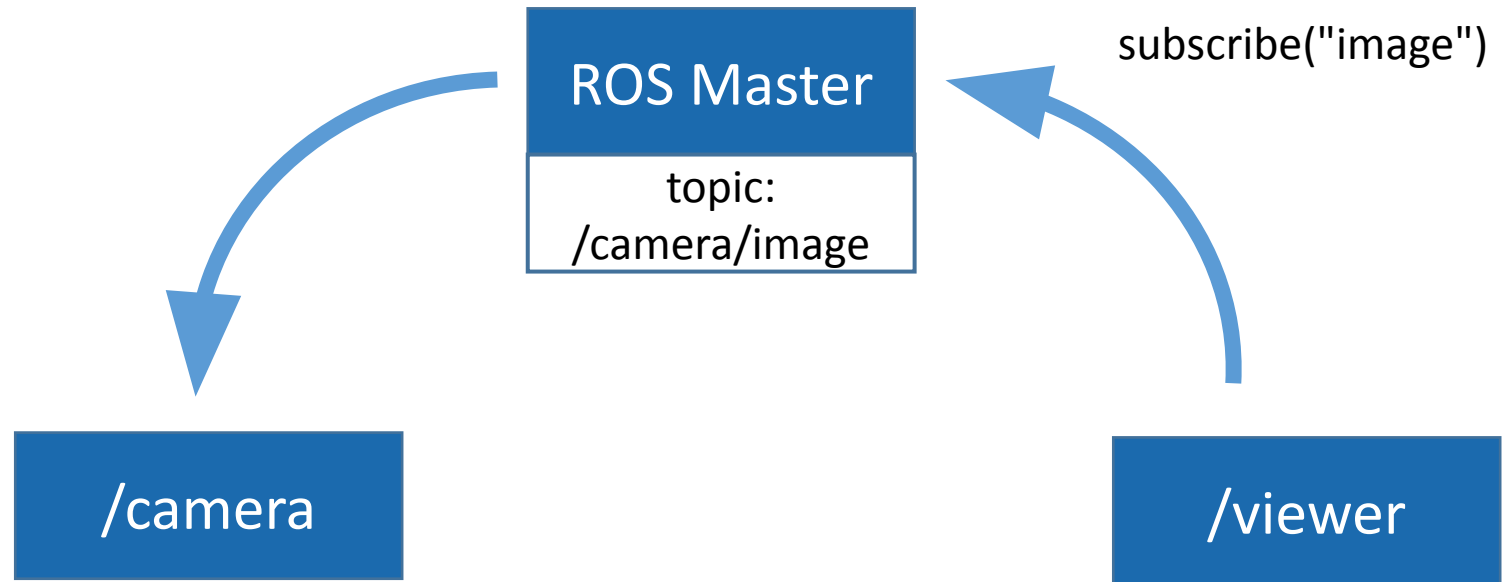 ROS Master
subscribe("image")
topic:
/camera/image
/camera
/viewer